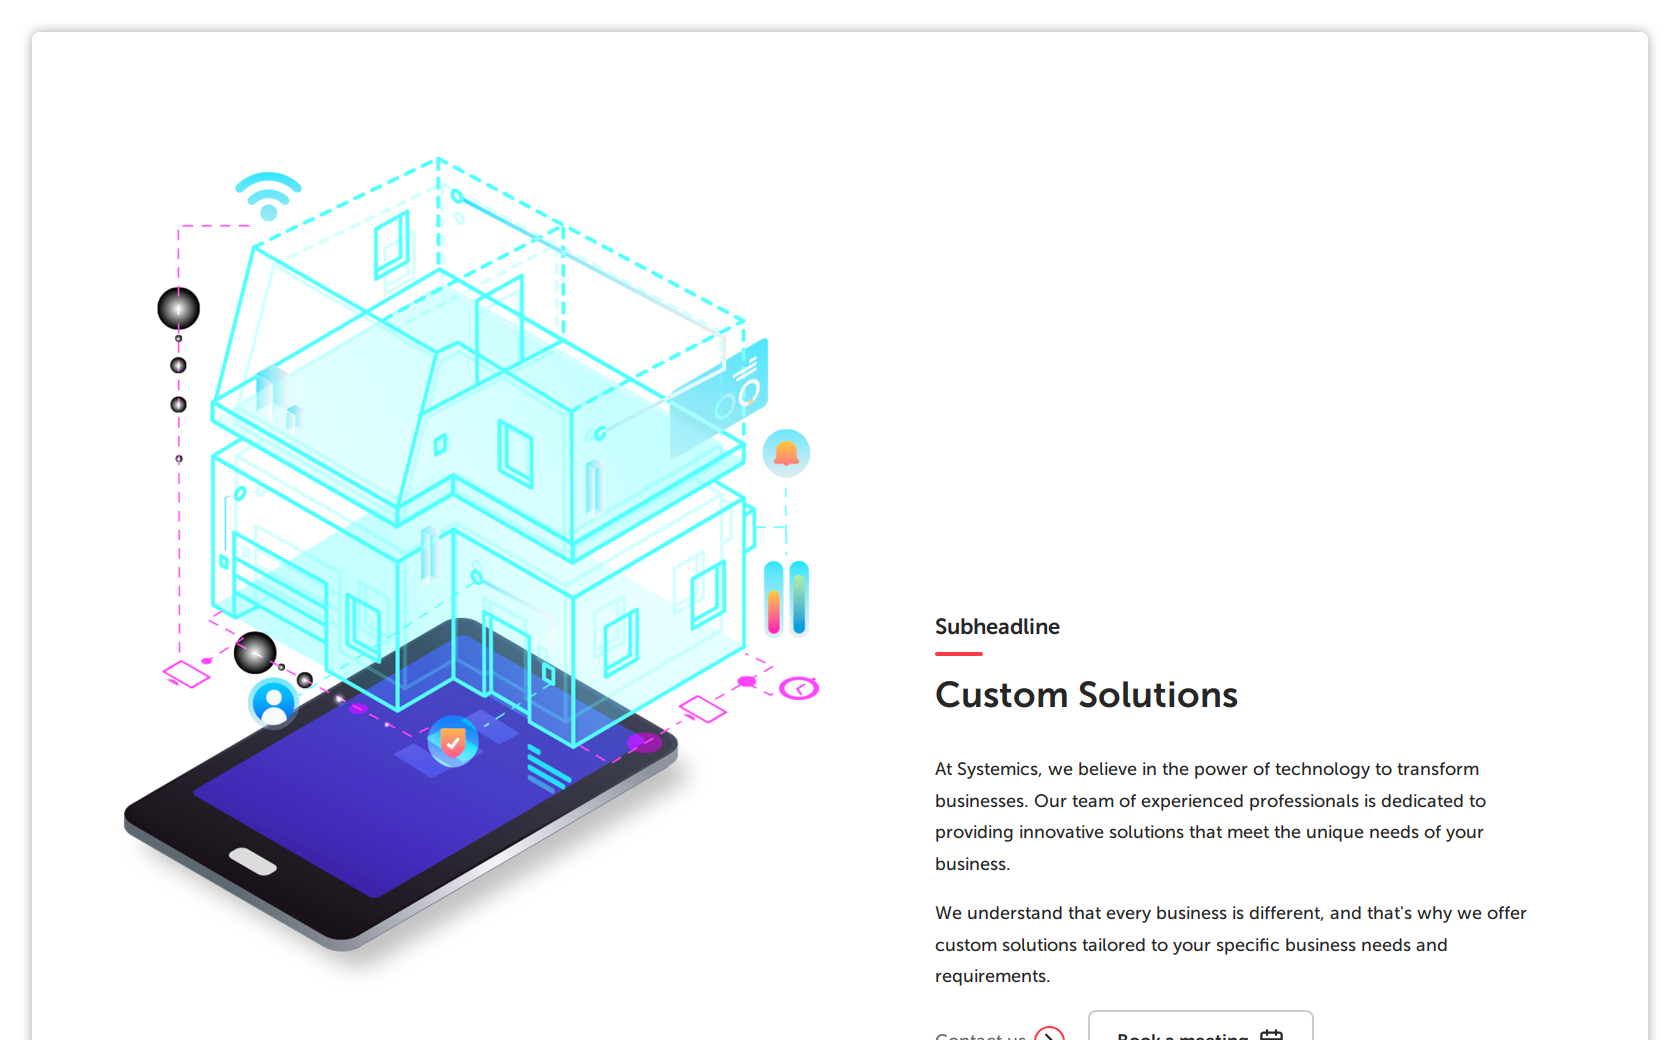 Subheadline
Custom Solutions
At Systemics, we believe in the power of technology to transform
businesses. Our team of experienced professionals is dedicated to
providing innovative solutions that meet the unique needs of your
business.
We understand that every business is different, and that's why we offer
custom solutions tailored to your specific business needs and
requirements.
Contact us
Book a meeting